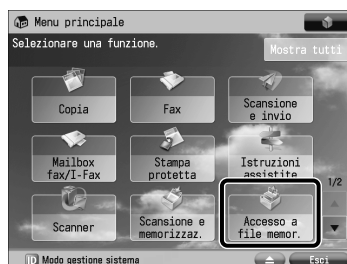 Menu principale
Selezionare una funzione.
Mostra tutti
Copia
Fax
Scansione
e invio
Mailbox
fax/I-Fax
Stampa
protetta
Istruzioni
assistite
1/2
Scanner
Scansione e
memorizzaz.
Accesso a
file memor.
ID Modo gestione sistema
Esci